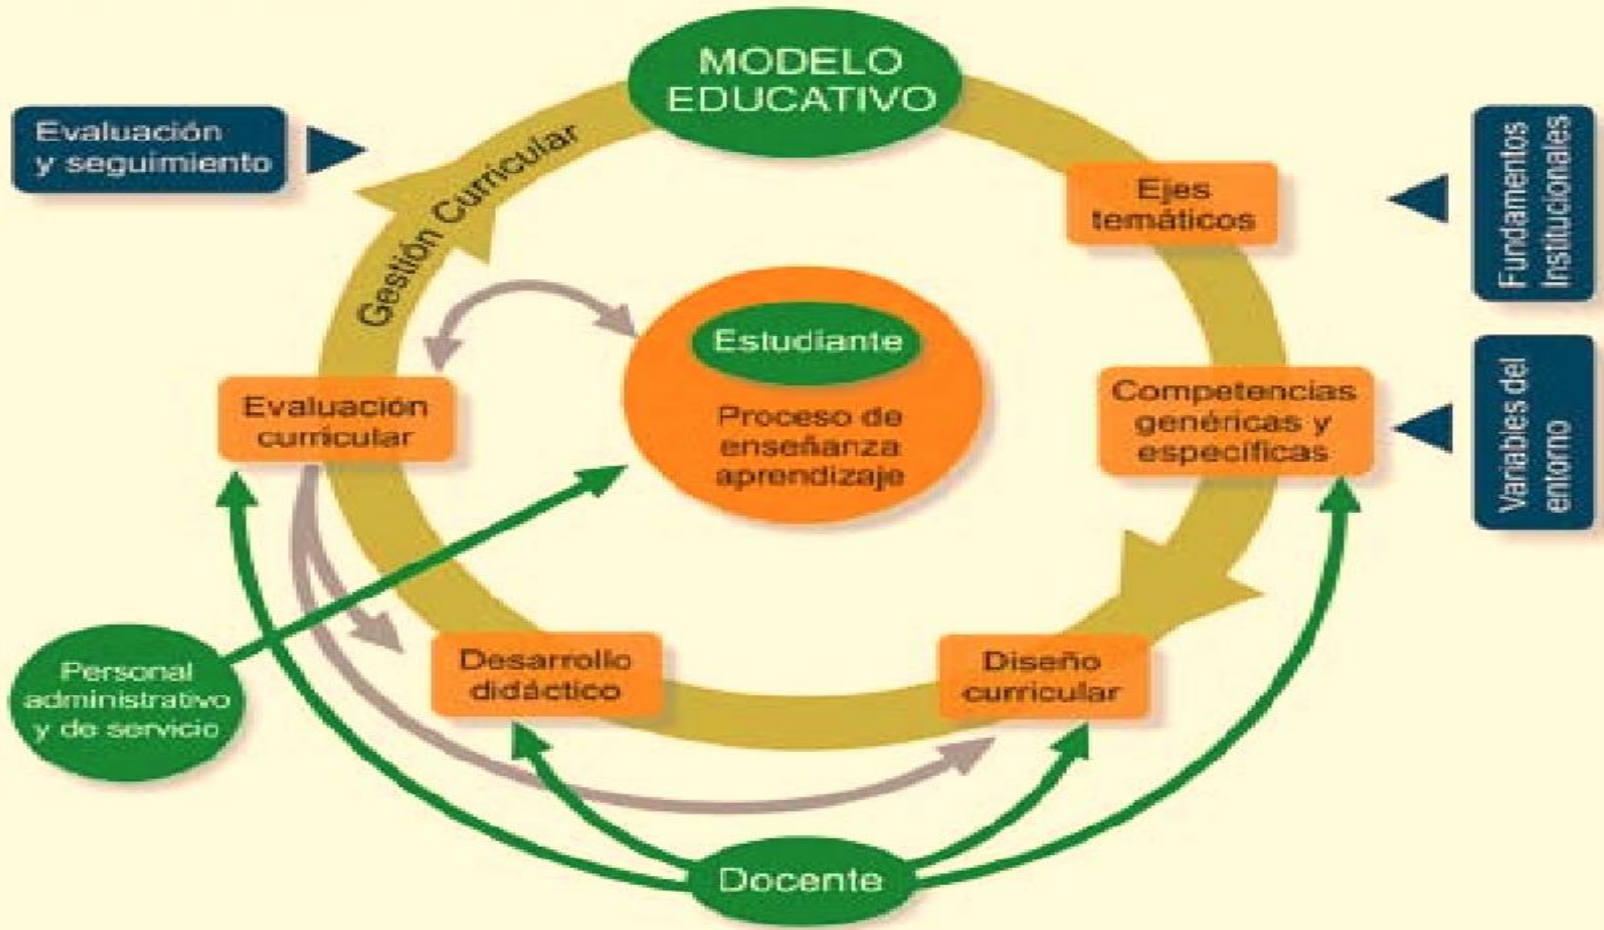 MODELO
EDUCATIVO
Evaluación
y seguimiento
Gestión Curricular
Ejes
temáticos
Fundamentos
Institucionales
Estudiante
Proceso de
enseñanza
aprendizaje
Evaluación
curricular
Competencias
genéricas y
específicas
Variables del
entorno
Personal
administrativo
y de servicio
Desarrollo
didáctico
Diseño
curricular
Docente